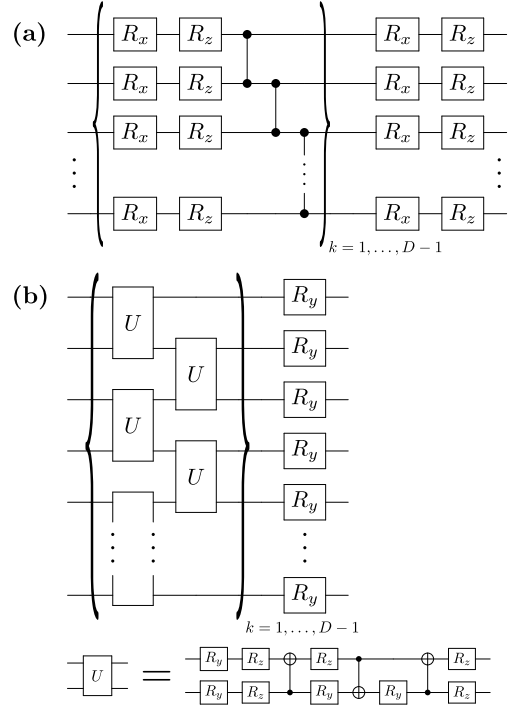 (a)
R_x R_z R_x R_z
R_x R_z R_x R_z
R_x R_z R_x R_z
R_x R_z R_x R_z
k = 1, . . . , D − 1
(b)
U R_y
U R_y
U R_y
U R_y
R_y
R_y
k = 1, . . . , D − 1
U = R_y R_z R_z R_z
R_y R_z R_y R_y R_z